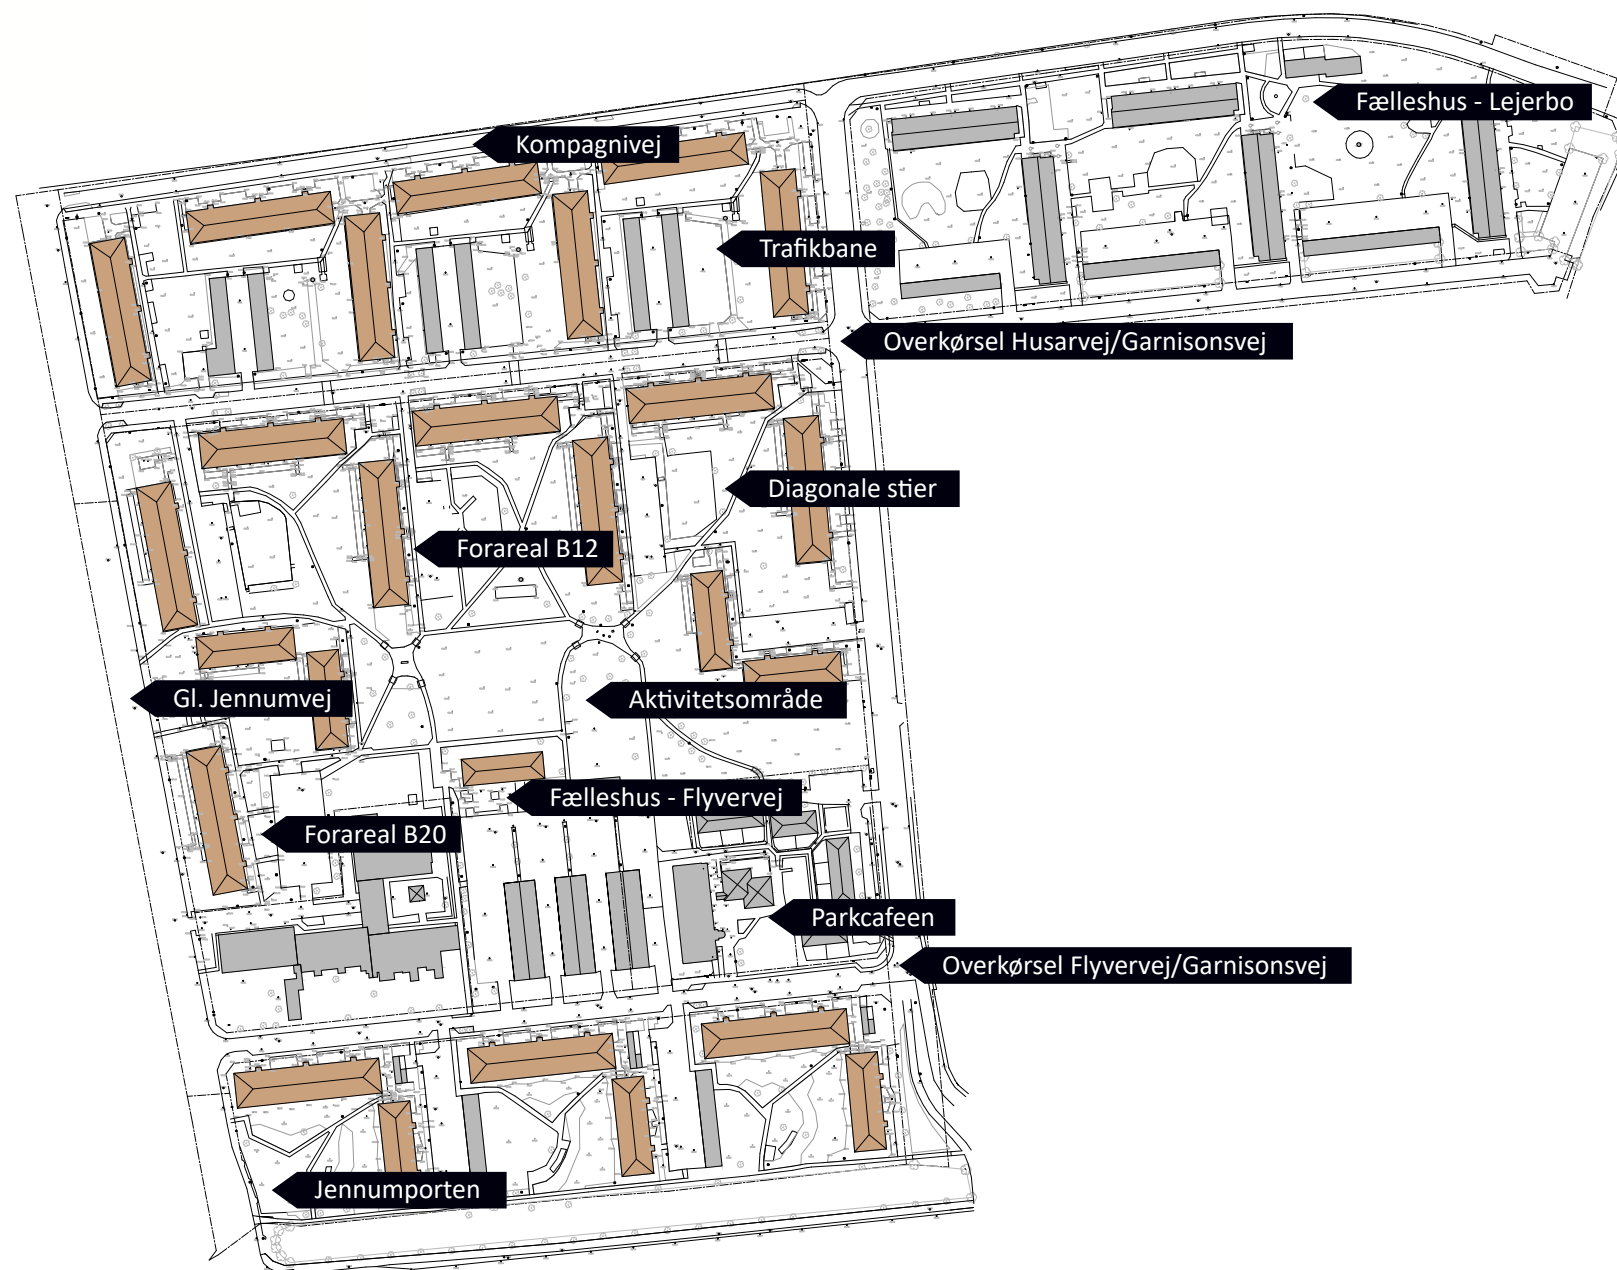 Fælleshus - Lejerbo
Kompagnivej
Trafikbane
Overkørsel Husarvej/Garnisonsvej
Diagonale stier
Forareal B12
Gl. Jennumvej
Aktivitetsområde
Fælleshus - Flyvervej
Forareal B20
Parkcafeen
Overkørsel Flyvervej/Garnisonsvej
Jennumporten